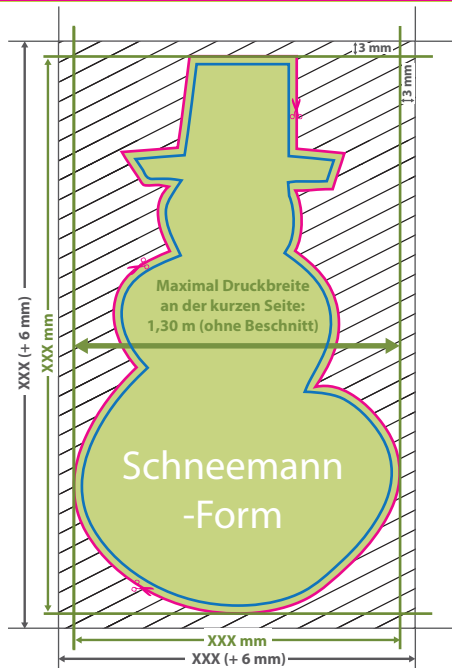 3 mm
3 mm
XXX (+ 6 mm)
XXX mm
Maximal Druckbreite
an der kurzen Seite:
1,30 m (ohne Beschnitt)
Schneemann
-Form
XXX mm
XXX (+ 6 mm)